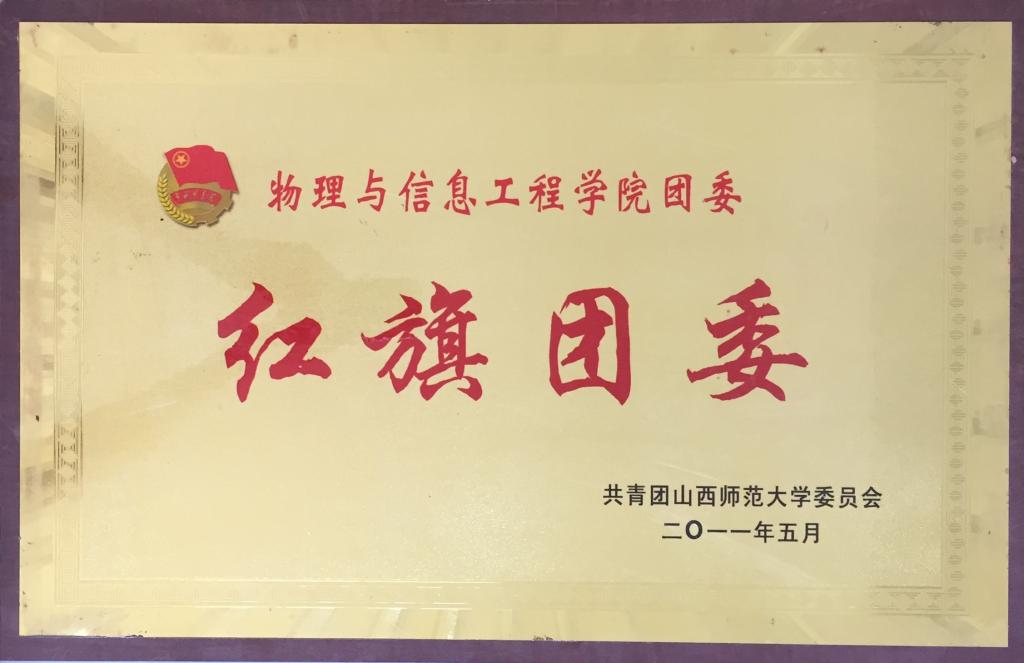 物理与信息工程学院团委
红旗团委
共青团山西师范大学委员会
二〇一一年五月